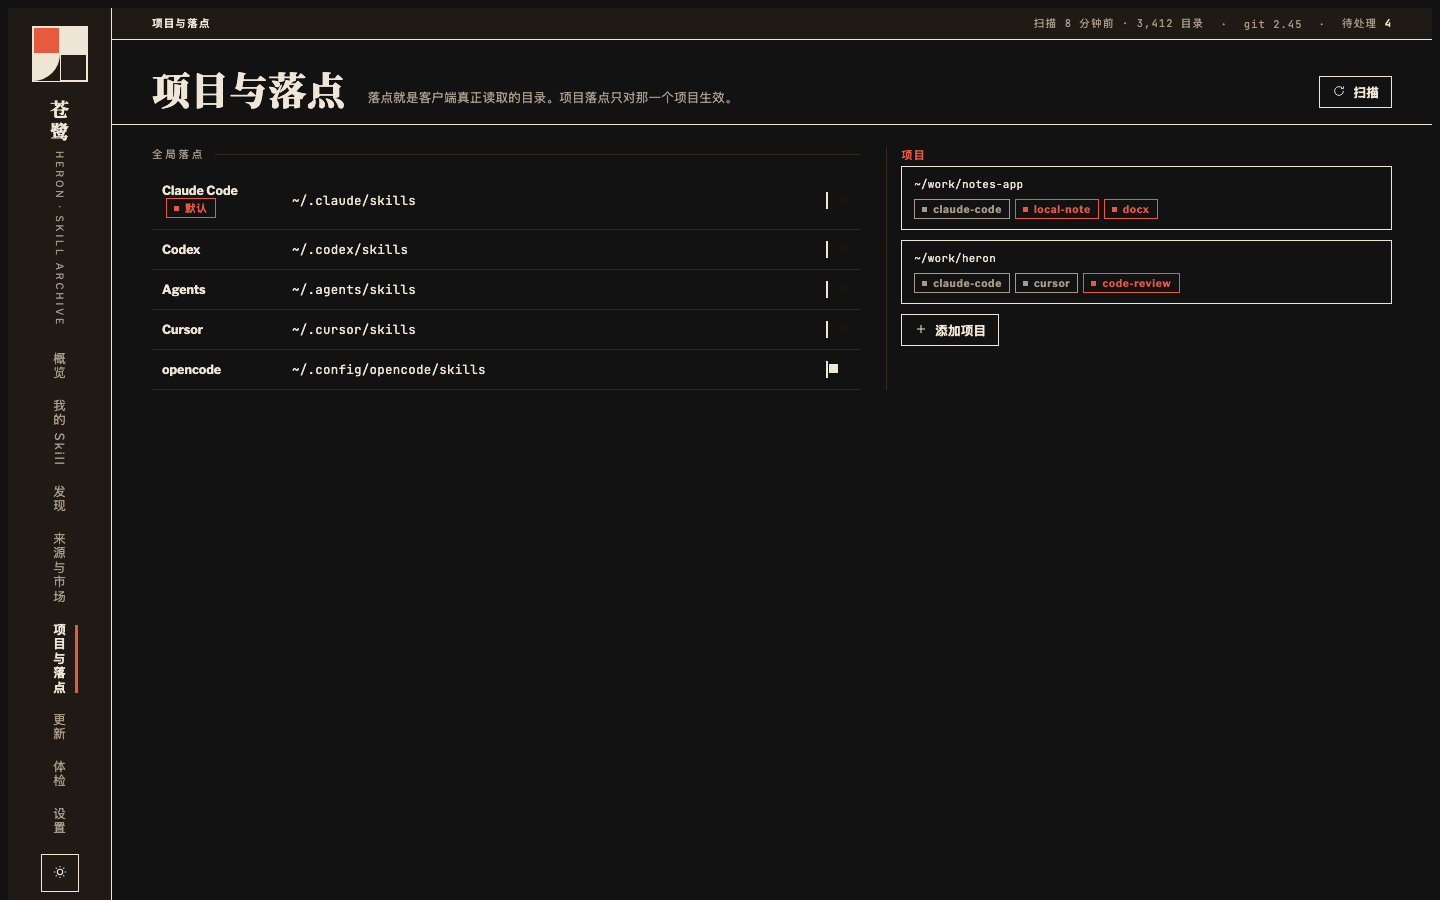 项目与落点
扫描 8 分钟前 · 3,412 目录 · git 2.45 · 待处理 4
苍鹭
HERON · SKILL ARCHIVE
概览
我的 Skill
发现
来源与市场
项目与落点
更新
体检
设置
项目与落点
落点就是客户端真正读取的目录。项目落点只对那一个项目生效。
扫描
全局落点
Claude Code
默认
~/.claude/skills
Codex
~/.codex/skills
Agents
~/.agents/skills
Cursor
~/.cursor/skills
opencode
~/.config/opencode/skills
项目
~/work/notes-app
claude-code
local-note
docx
~/work/heron
claude-code
cursor
code-review
添加项目